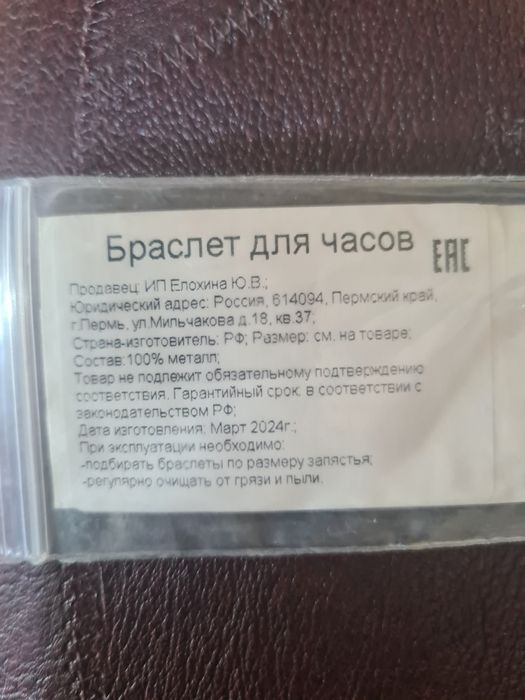 Браслет для часов
EAC
Продавец: ИП Елохина Ю.В.;
Юридический адрес: Россия, 614094, Пермский край,
г.Пермь, ул.Мильчакова д.18, кв.37;
Страна-изготовитель: РФ; Размер: см. на товаре;
Состав:100% металл;
Товар не подлежит обязательному подтверждению
соответствия. Гарантийный срок: в соответствии с
законодательством РФ;
Дата изготовления: Март 2024г.;
При эксплуатации необходимо:
-подбирать браслеты по размеру запястья;
-регулярно очищать от грязи и пыли.